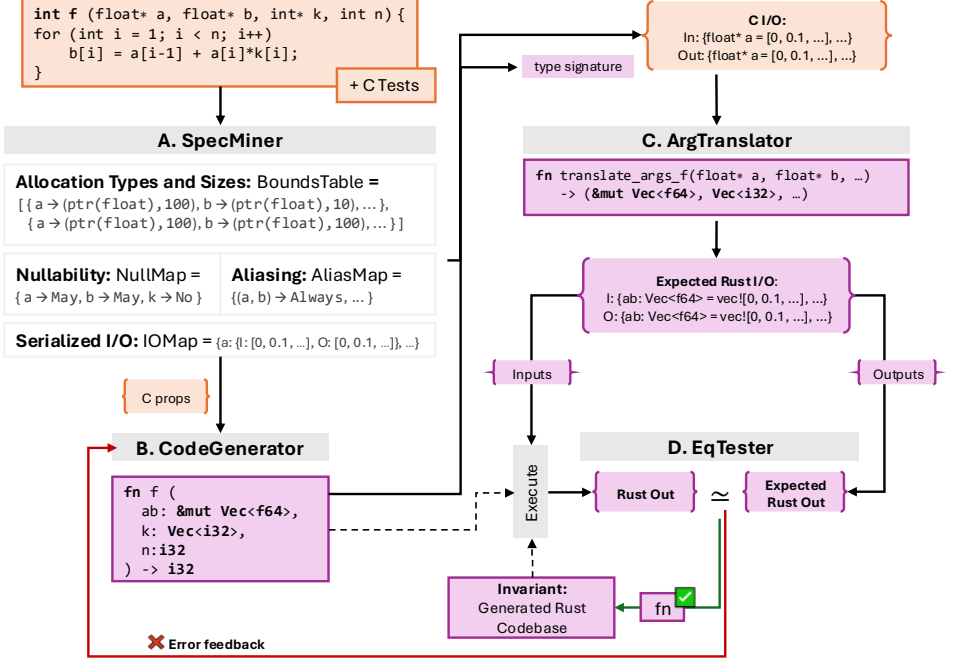 int f (float* a, float* b, int* k, int n) {
for (int i = 1; i < n; i++)
b[i] = a[i-1] + a[i]*k[i];
}
+ C Tests
A. SpecMiner
Allocation Types and Sizes: BoundsTable =
[ { a → (ptr(float),100), b → (ptr(float),10), ... },
{ a → (ptr(float),100), b → (ptr(float),100), ... } ]
Nullability: NullMap =
{ a → May, b → May, k → No }
Aliasing: AliasMap =
{(a, b) → Always, ... }
Serialized I/O: IOMap = {a: {I: [0, 0.1, ...], O: [0, 0.1, ...]}, ...}
C props
B. CodeGenerator
fn f (
ab: &mut Vec<f64>,
k: Vec<i32>,
n:i32
) -> i32
❌ Error feedback
C I/O:
In: {float* a = [0, 0.1, ...], ...}
Out: {float* a = [0, 0.1, ...], ...}
type signature
C. ArgTranslator
fn translate_args_f(float* a, float* b, …)
-> (&mut Vec<f64>, Vec<i32>, …)
Expected Rust I/O:
I: {ab: Vec<f64> = vec![0, 0.1, ...], ...}
O: {ab: Vec<f64> = vec![0, 0.1, ...], ...}
Inputs
Outputs
D. EqTester
Execute
Rust Out
≃
Expected
Rust Out
Invariant:
Generated Rust
Codebase
fn ✅